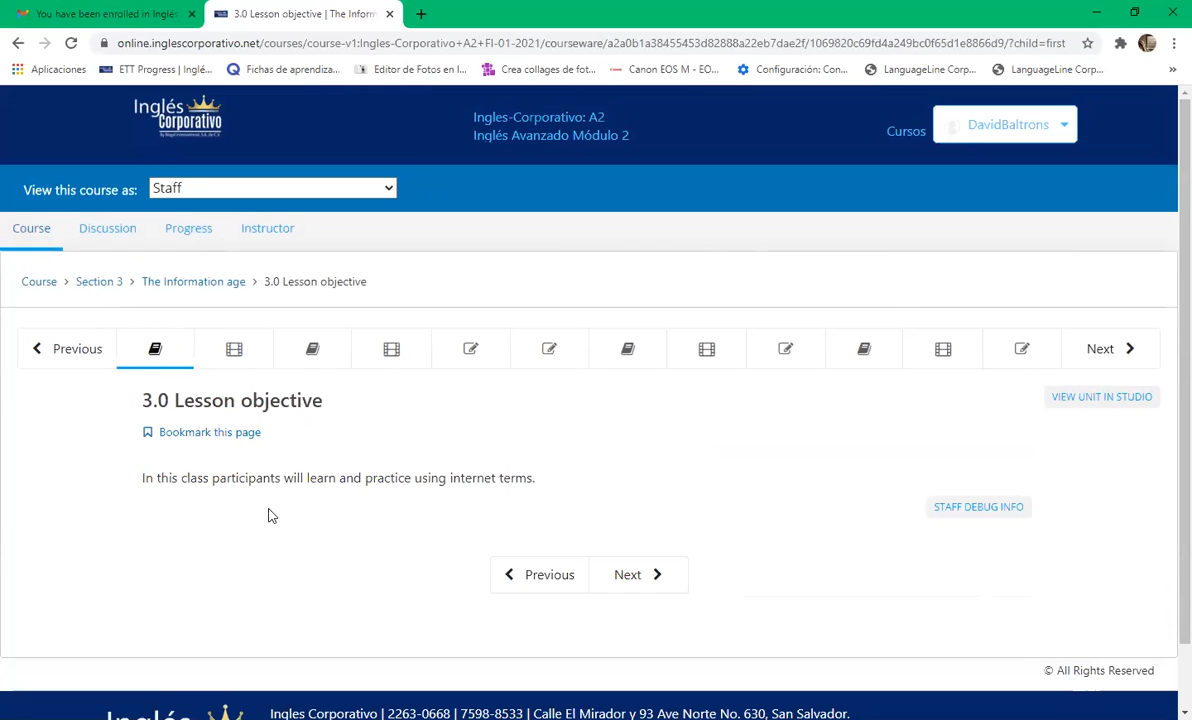 You have been enrolled in Inglés
3.0 Lesson objective | The Inform
online.inglescorporativo.net/courses/course-v1:Ingles-Corporativo+A2+FI-01-2021/courseware/a2a0b1a38455453d82888a22eb7dae2f/1069820c69fd4a249bc0f65d1e8866d9/?child=first
Aplicaciones
ETT Progress | Inglé...
Fichas de aprendiza...
Editor de Fotos en l...
Crea collages de fot...
Canon EOS M - EO...
Configuración: Con...
LanguageLine Corp...
LanguageLine Corp...
»
Inglés
Corporativo
Ingles-Corporativo: A2
Inglés Avanzado Módulo 2
Cursos
DavidBaltrons
View this course as:
Staff
Course
Discussion
Progress
Instructor
Course > Section 3 > The Information age > 3.0 Lesson objective
Previous
Next
3.0 Lesson objective
VIEW UNIT IN STUDIO
Bookmark this page
In this class participants will learn and practice using internet terms.
STAFF DEBUG INFO
Previous
Next
© All Rights Reserved
Inglés
Ingles Corporativo | 2263-0668 | 7598-8533 | Calle El Mirador y 93 Ave Norte No. 630, San Salvador.